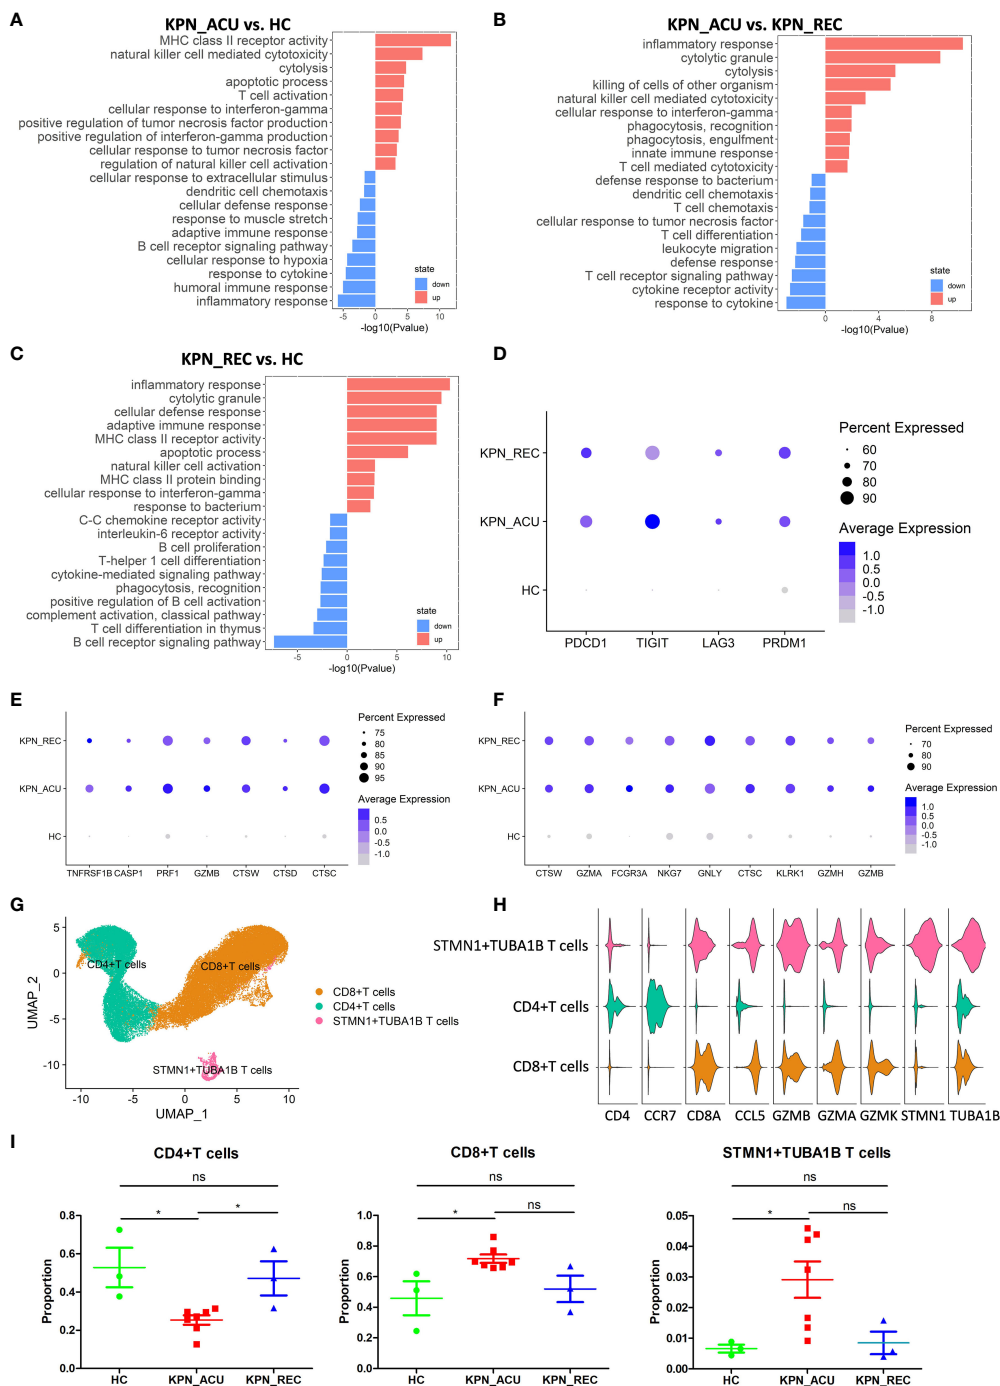 A
KPN_ACU vs. HC
MHC class II receptor activity
natural killer cell mediated cytotoxicity
cytolysis
apoptotic process
T cell activation
cellular response to interferon-gamma
positive regulation of tumor necrosis factor production
positive regulation of interferon-gamma production
cellular response to tumor necrosis factor
regulation of natural killer cell activation
cellular response to extracellular stimulus
dendritic cell chemotaxis
cellular defense response
response to muscle stretch
adaptive immune response
B cell receptor signaling pathway
cellular response to hypoxia
response to cytokine
humoral immune response
inflammatory response
state
down
up
-5 0 5 10
-log10(Pvalue)
B
KPN_ACU vs. KPN_REC
inflammatory response
cytolytic granule
cytolysis
killing of cells of other organism
natural killer cell mediated cytotoxicity
cellular response to interferon-gamma
phagocytosis, recognition
phagocytosis, engulfment
innate immune response
T cell mediated cytotoxicity
defense response to bacterium
dendritic cell chemotaxis
T cell chemotaxis
cellular response to tumor necrosis factor
T cell differentiation
leukocyte migration
defense response
T cell receptor signaling pathway
cytokine receptor activity
response to cytokine
state
down
up
0 4 8
-log10(Pvalue)
C
KPN_REC vs. HC
inflammatory response
cytolytic granule
cellular defense response
adaptive immune response
MHC class II receptor activity
apoptotic process
natural killer cell activation
MHC class II protein binding
cellular response to interferon-gamma
response to bacterium
C-C chemokine receptor activity
interleukin-6 receptor activity
B cell proliferation
T-helper 1 cell differentiation
cytokine-mediated signaling pathway
phagocytosis, recognition
positive regulation of B cell activation
complement activation, classical pathway
T cell differentiation in thymus
B cell receptor signaling pathway
state
down
up
-5 0 5 10
-log10(Pvalue)
D
KPN_REC
KPN_ACU
HC
PDCD1 TIGIT LAG3 PRDM1
Percent Expressed
60
70
80
90
Average Expression
1.0
0.5
0.0
-0.5
-1.0
E
KPN_REC
KPN_ACU
HC
TNFRSF1B CASP1 PRF1 GZMB CTSW CTSD CTSC
Percent Expressed
75
80
85
90
95
Average Expression
0.5
0.0
-0.5
-1.0
F
KPN_REC
KPN_ACU
HC
CTSW GZMA FCGR3A NKG7 GNLY CTSC KLRK1 GZMH GZMB
Percent Expressed
70
80
90
Average Expression
1.0
0.5
0.0
-0.5
-1.0
G
UMAP_2
5
0
-5
-10
CD4+T cells
CD8+T cells
STMN1+TUBA1B T cells
-10 -5 0 5 10
UMAP_1
CD8+T cells
CD4+T cells
STMN1+TUBA1B T cells
H
STMN1+TUBA1B T cells
CD4+T cells
CD8+T cells
CD4 CCR7 CD8A CCL5 GZMB GZMA GZMK STMN1 TUBA1B
I
CD4+T cells
ns
* *
Proportion
0.8
0.6
0.4
0.2
0.0
HC KPN_ACU KPN_REC
CD8+T cells
ns
* ns
Proportion
0.8
0.6
0.4
0.2
0.0
HC KPN_ACU KPN_REC
STMN1+TUBA1B T cells
ns
* ns
Proportion
0.05
0.04
0.03
0.02
0.01
0.00
HC KPN_ACU KPN_REC